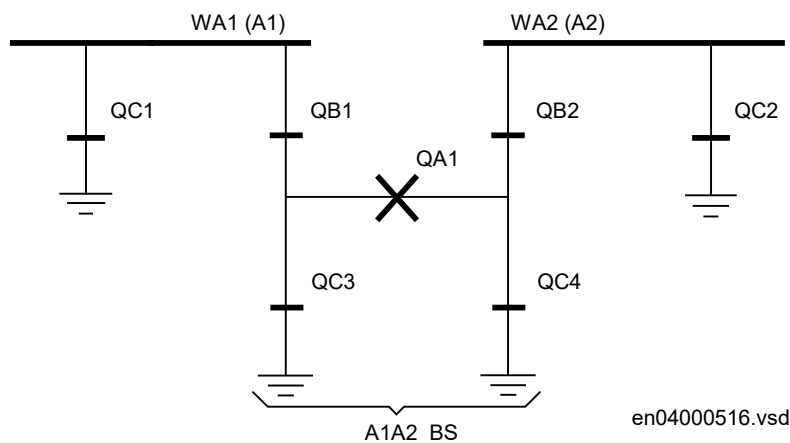 WA1 (A1)
WA2 (A2)
QC1
QB1
QB2
QC2
QA1
QC3
QC4
A1A2_BS
en04000516.vsd